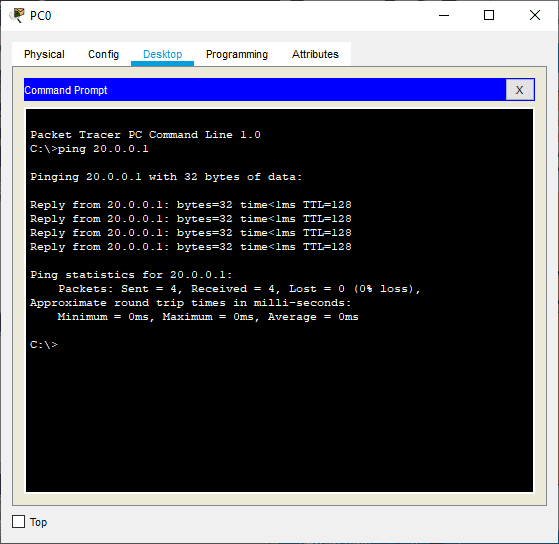 PC0
Physical Config Desktop Programming Attributes
Command Prompt
X
Packet Tracer PC Command Line 1.0
C:\>ping 20.0.0.1
Pinging 20.0.0.1 with 32 bytes of data:
Reply from 20.0.0.1: bytes=32 time<1ms TTL=128
Reply from 20.0.0.1: bytes=32 time<1ms TTL=128
Reply from 20.0.0.1: bytes=32 time<1ms TTL=128
Reply from 20.0.0.1: bytes=32 time<1ms TTL=128
Ping statistics for 20.0.0.1:
Packets: Sent = 4, Received = 4, Lost = 0 (0% loss),
Approximate round trip times in milli-seconds:
Minimum = 0ms, Maximum = 0ms, Average = 0ms
C:\>
Top